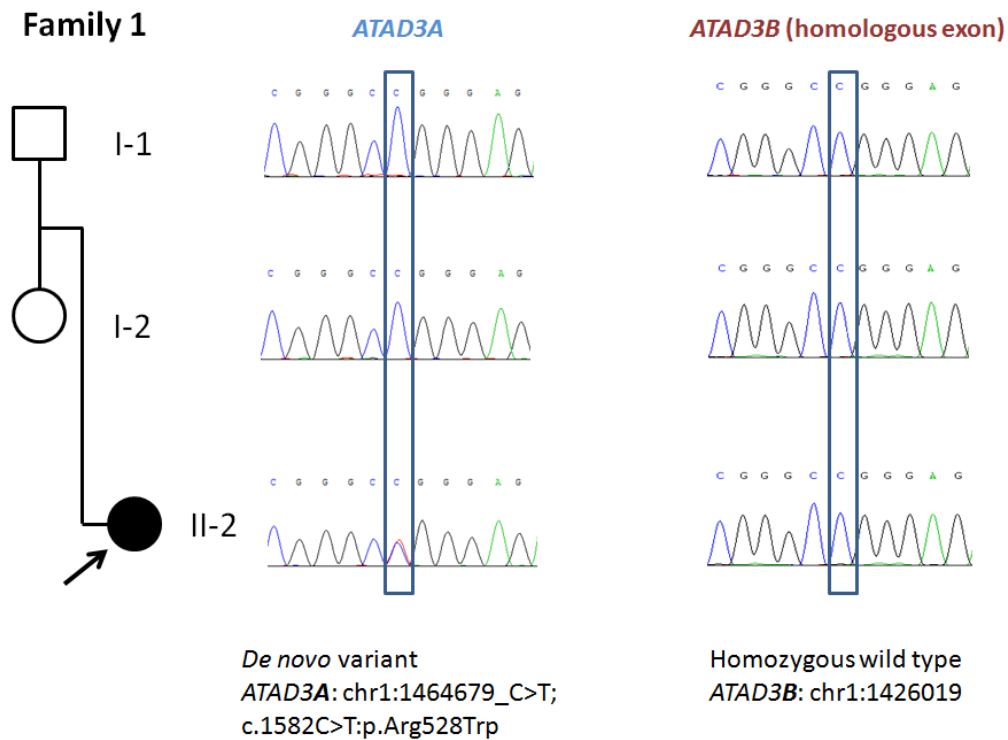 Family 1
ATAD3A
ATAD3B (homologous exon)
C G G G C C G G G A G
C G G G C C G G G A G
I-1
C G G G C C G G G A G
C G G G C C G G G A G
I-2
C G G G C C G G G A G
C G G G C C G G G A G
II-2
De novo variant
ATAD3A: chr1:1464679_C>T;
c.1582C>T:p.Arg528Trp
Homozygous wild type
ATAD3B: chr1:1426019